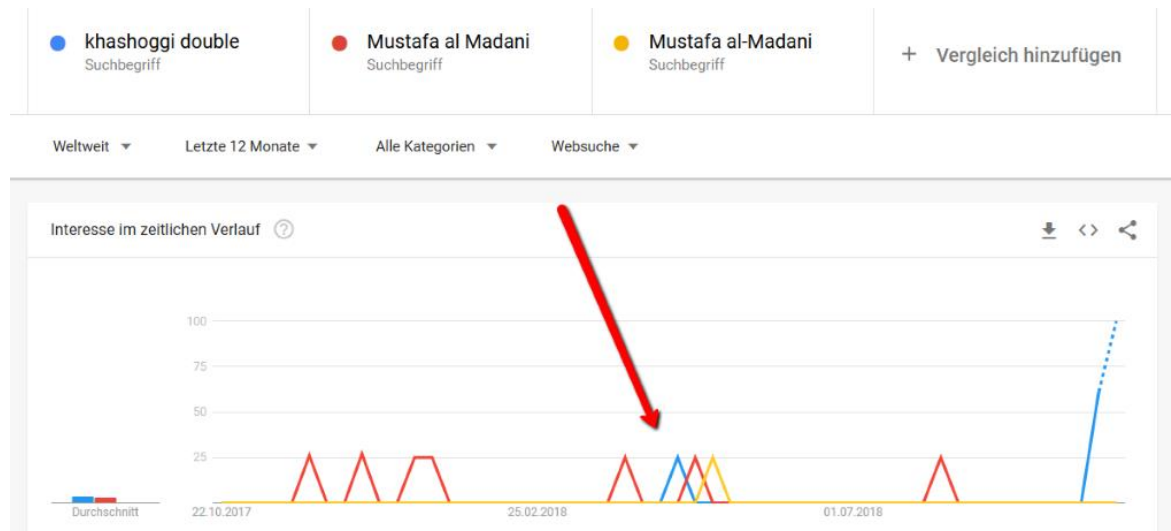 khashoggi double
Suchbegriff
Mustafa al Madani
Suchbegriff
Mustafa al-Madani
Suchbegriff
+ Vergleich hinzufügen
Weltweit
Letzte 12 Monate
Alle Kategorien
Websuche
Interesse im zeitlichen Verlauf
100
75
50
25
Durchschnitt
22.10.2017
25.02.2018
01.07.2018